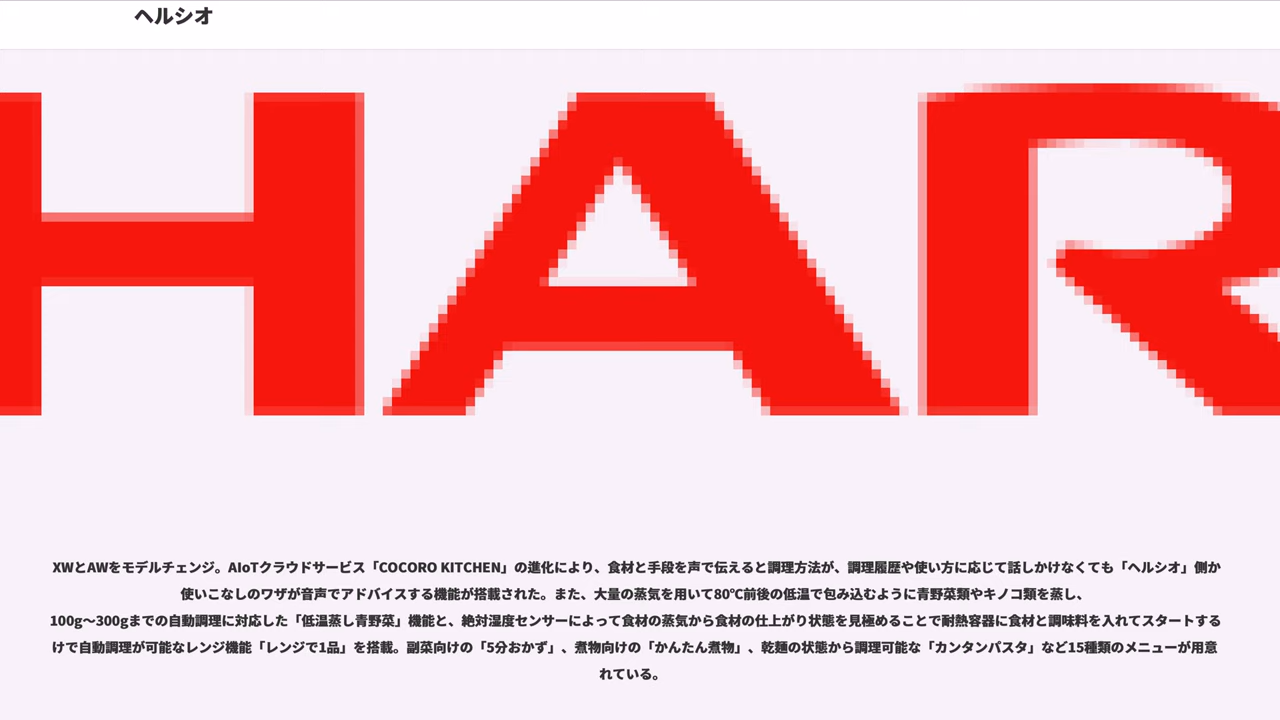 ヘルシオ
HAR
XWとAWをモデルチェンジ。AIoTクラウドサービス「COCORO KITCHEN」の進化により、食材と手段を声で伝えると調理方法が、調理履歴や使い方に応じて話しかけなくても「ヘルシオ」側か
使いこなしのワザが音声でアドバイスする機能が搭載された。また、大量の蒸気を用いて80℃前後の低温で包み込むように青野菜類やキノコ類を蒸し、
100g〜300gまでの自動調理に対応した「低温蒸し青野菜」機能と、絶対湿度センサーによって食材の蒸気から食材の仕上がり状態を見極めることで耐熱容器に食材と調味料を入れてスタートする
けで自動調理が可能なレンジ機能「レンジで1品」を搭載。副菜向けの「5分おかず」、煮物向けの「かんたん煮物」、乾麺の状態から調理可能な「カンタンパスタ」など15種類のメニューが用意
れている。